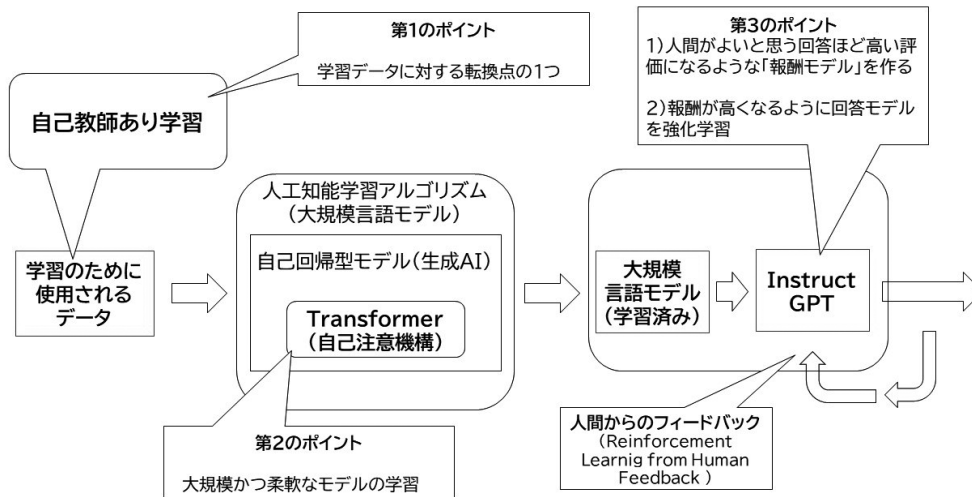 第1のポイント
学習データに対する転換点の1つ
自己教師あり学習
学習のために
使用される
データ
人工知能学習アルゴリズム
(大規模言語モデル)
自己回帰型モデル(生成AI)
Transformer
(自己注意機構)
第2のポイント
大規模かつ柔軟なモデルの学習
第3のポイント
1)人間がよいと思う回答ほど高い評
価になるような「報酬モデル」を作る
2)報酬が高くなるように回答モデル
を強化学習
大規模
言語モデル
(学習済み)
Instruct
GPT
人間からのフィードバック
(Reinforcement
Learnig from Human
Feedback )